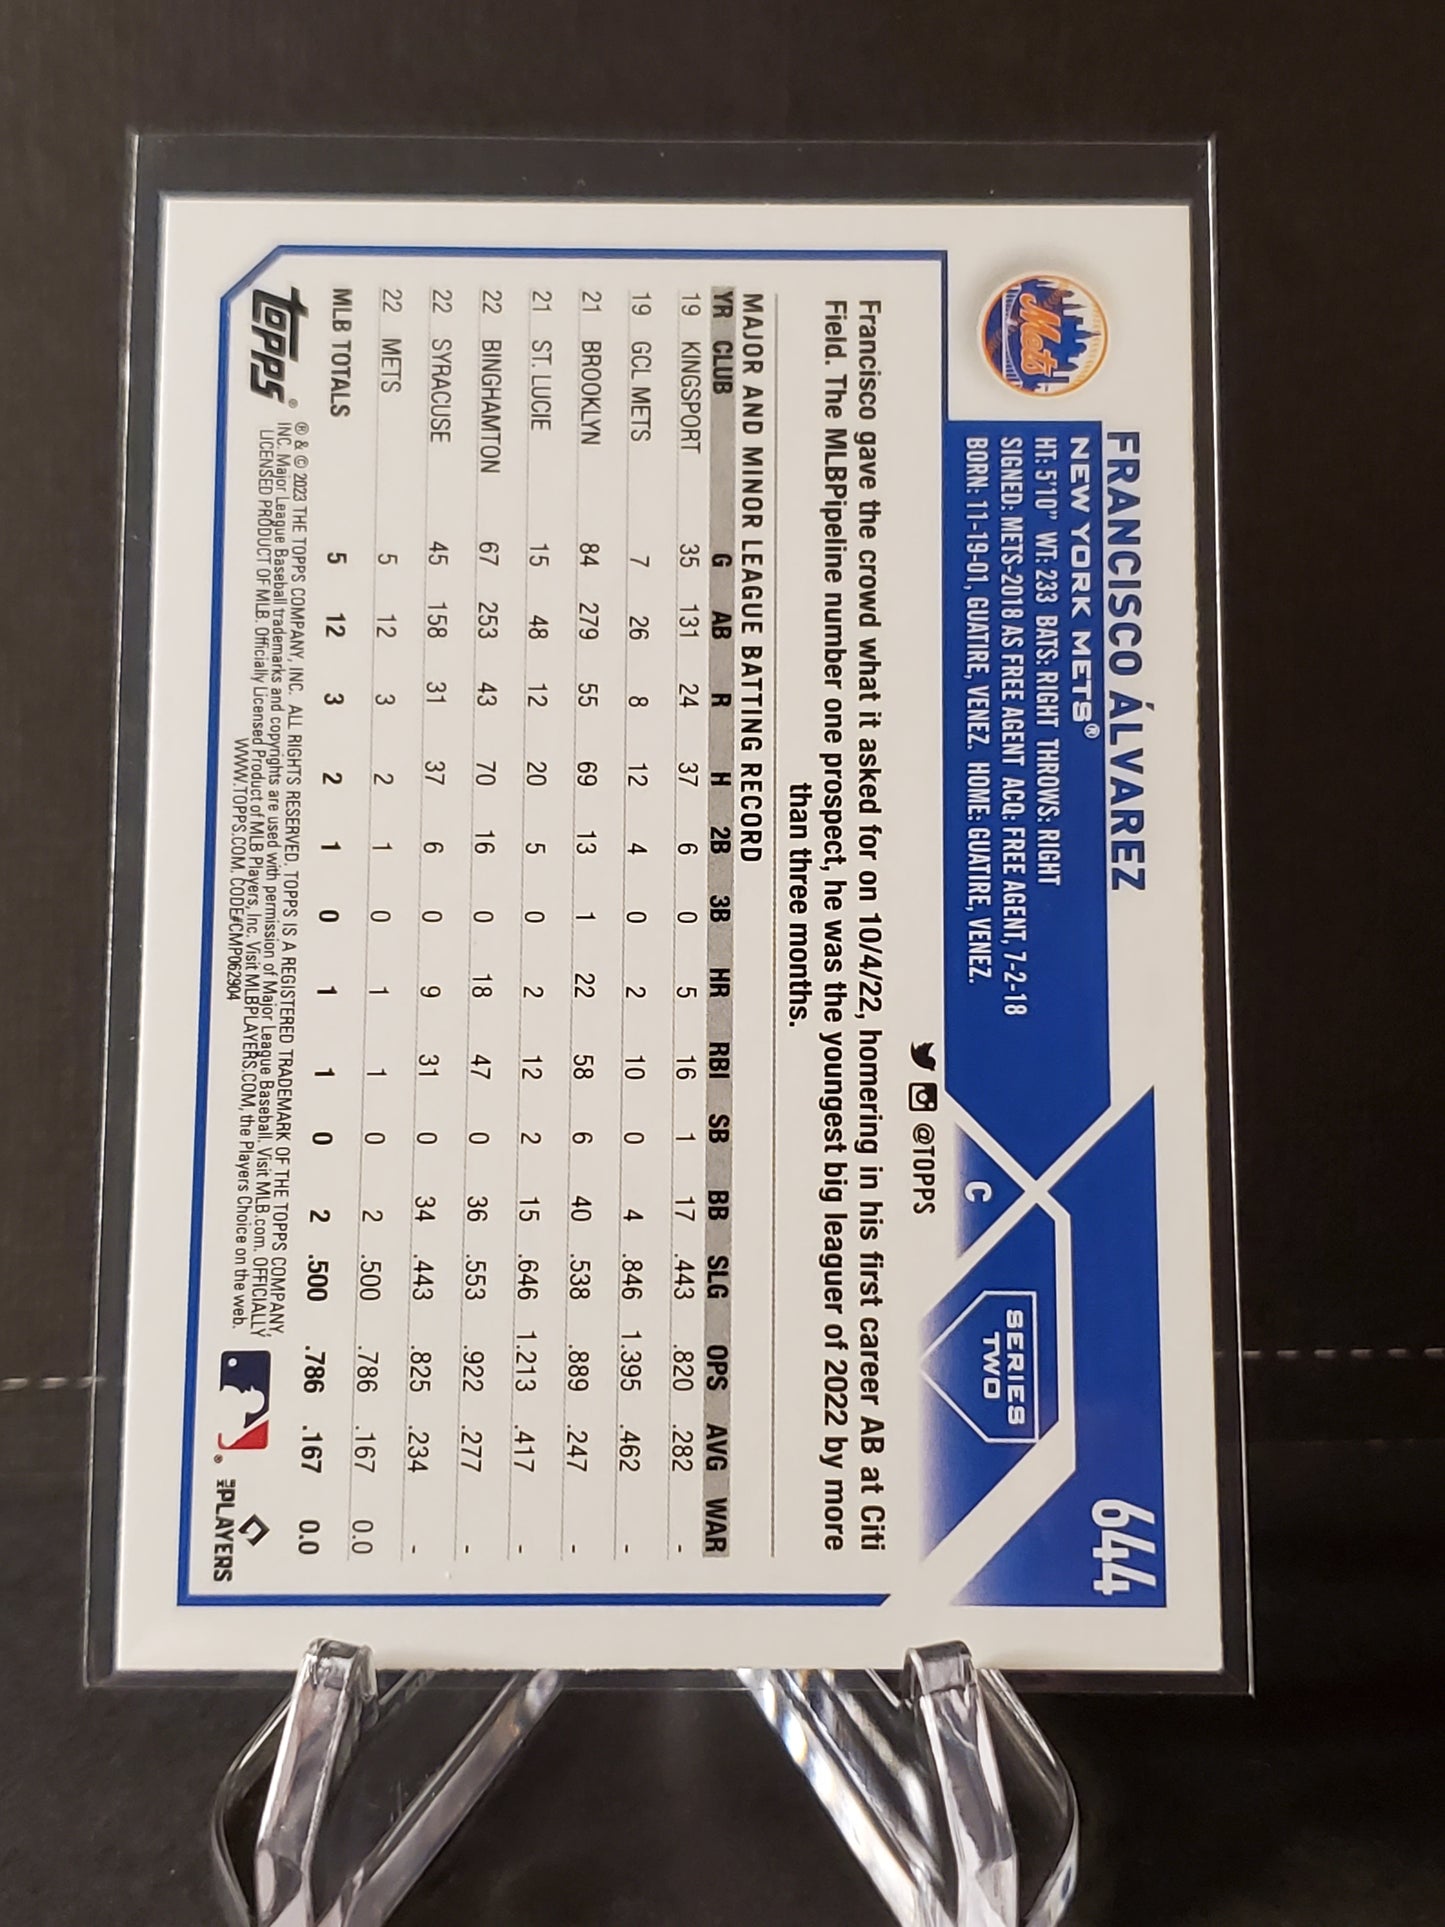 644
FRANCISCO ÁLVAREZ
Mets
NEW YORK METS®
HT: 5'10" WT: 233 BATS: RIGHT THROWS: RIGHT
SIGNED: METS-2018 AS FREE AGENT ACQ: FREE AGENT, 7-2-18
BORN: 11-19-01, GUATIRE, VENEZ. HOME: GUATIRE, VENEZ.
C
SERIES
TWO
@TOPPS
Francisco gave the crowd what it asked for on 10/4/22, homering in his first career AB at Citi
Field. The MLBPipeline number one prospect, he was the youngest big leaguer of 2022 by more
than three months.
MAJOR AND MINOR LEAGUE BATTING RECORD
YR CLUB G AB R H 2B 3B HR RBI SB BB SLG OPS AVG WAR
19 KINGSPORT 35 131 24 37 6 0 5 16 1 17 .443 .820 .282 -
19 GCL METS 7 26 8 12 4 0 2 10 0 4 .846 1.395 .462 -
21 BROOKLYN 84 279 55 69 13 1 22 58 6 40 .538 .889 .247 -
21 ST. LUCIE 15 48 12 20 5 0 2 12 2 15 .646 1.213 .417 -
22 BINGHAMTON 67 253 43 70 16 0 18 47 0 36 .553 .922 .277 -
22 SYRACUSE 45 158 31 37 6 0 9 31 0 34 .443 .825 .234 -
22 METS 5 12 3 2 1 0 1 1 0 2 .500 .786 .167 0.0
MLB TOTALS 5 12 3 2 1 0 1 1 0 2 .500 .786 .167 0.0
topps®
® & © 2023 THE TOPPS COMPANY, INC. ALL RIGHTS RESERVED. TOPPS IS A REGISTERED TRADEMARK OF THE TOPPS COMPANY,
INC. Major League Baseball trademarks and copyrights are used with permission of Major League Baseball. Visit MLB.com. OFFICIALLY
LICENSED PRODUCT OF MLB. Officially Licensed Product of MLB Players, Inc. Visit MLBPLAYERS.COM, the Players Choice on the web.
WWW.TOPPS.COM. CODE#CMP062904
®
MLB PLAYERS